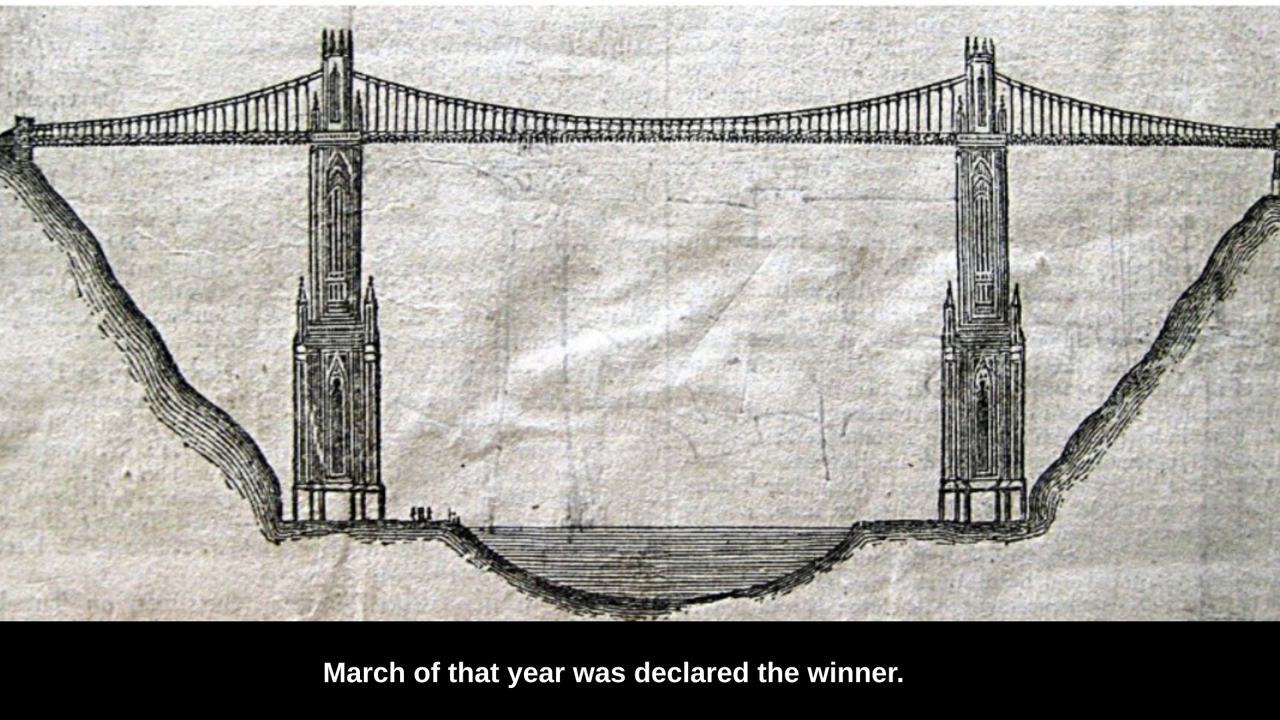 March of that year was declared the winner.